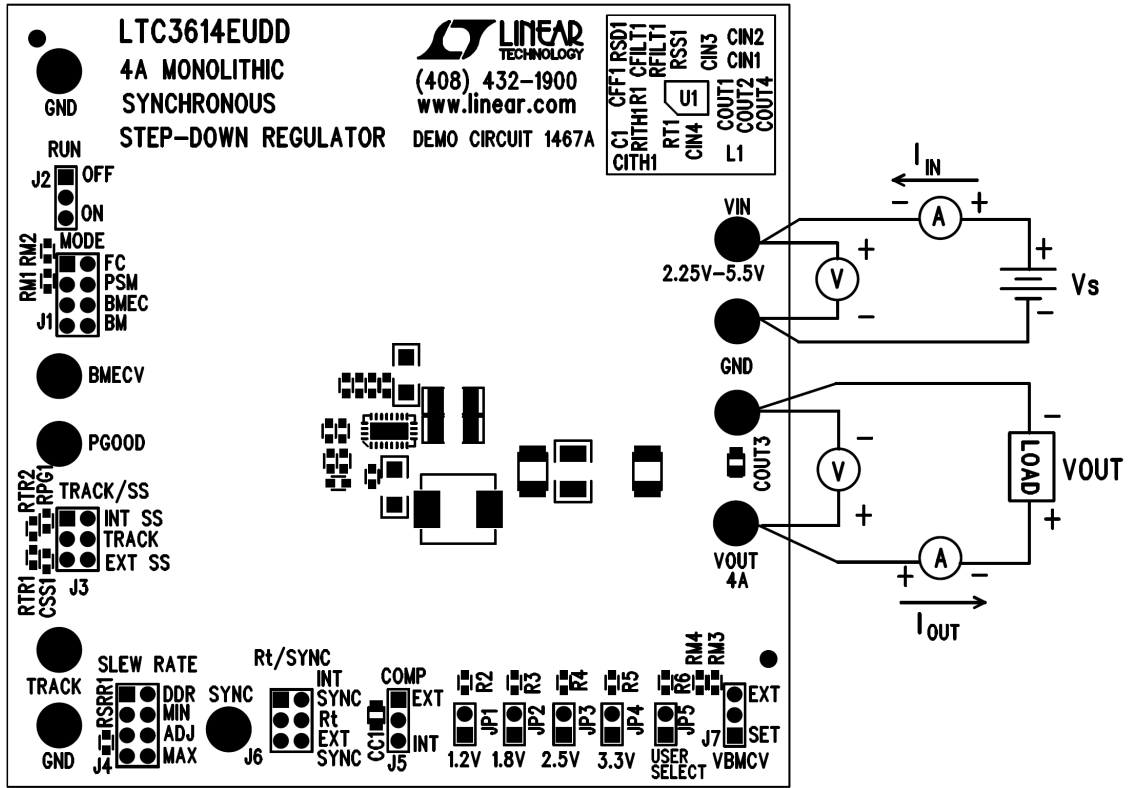 LTC3614EUDD
4A MONOLITHIC
SYNCHRONOUS
STEP-DOWN REGULATOR
LINEAR
TECHNOLOGY
(408) 432-1900
www.linear.com
DEMO CIRCUIT 1467A
C1
CFF1
RSD1
RITH1
R1
CFILT1
RFILT1
RSS1
CIN3
CIN2
CIN1
U1
RT1
CIN4
COUT1
COUT2
COUT4
CITH1
L1
GND
RUN
J2
OFF
ON
MODE
RM1
RM2
FC
PSM
BMEC
BM
J1
BMECV
PGOOD
TRACK/SS
RTR2
RPG1
INT SS
TRACK
EXT SS
RTR1
CSS1
J3
TRACK
GND
SLEW RATE
RSRR1
DDR
MIN
ADJ
MAX
J4
SYNC
Rt/SYNC
INT
SYNC
Rt
EXT
SYNC
J6
COMP
EXT
INT
CC1
J5
R2
JP1
1.2V
R3
JP2
1.8V
R4
JP3
2.5V
R5
JP4
3.3V
R6
JP5
USER
SELECT
RM4
RM3
EXT
SET
J7
VBMCV
VIN
2.25V-5.5V
GND
COUT3
VOUT
4A
IIN
- A +
+
V
-
+
Vs
-
-
V
+
-
LOAD
VOUT
+
+ A -
IOUT